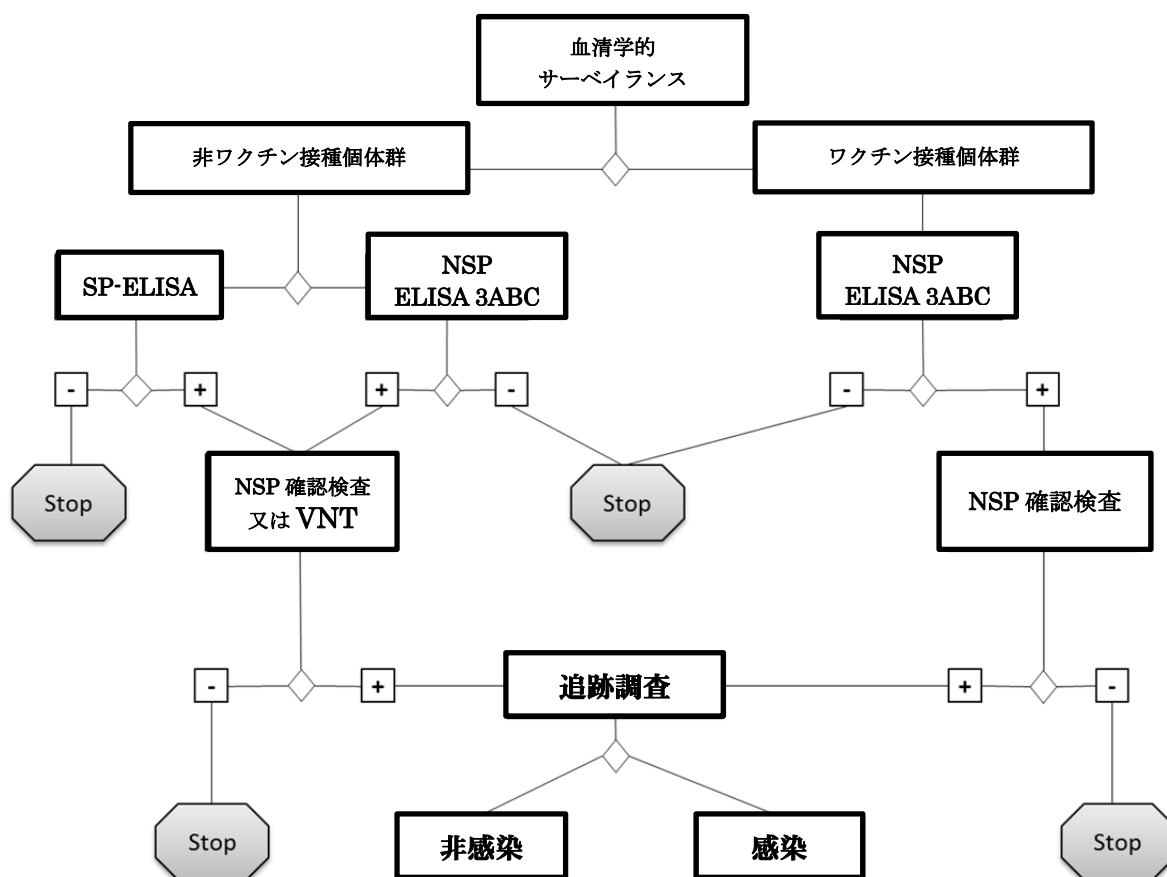 血清学的
サーベイランス
非ワクチン接種個体群
ワクチン接種個体群
SP-ELISA
NSP
ELISA 3ABC
NSP
ELISA 3ABC
-
+
+
-
-
+
Stop
NSP 確認検査
又は VNT
Stop
NSP 確認検査
-
+
追跡調査
+
-
Stop
非感染
感染
Stop